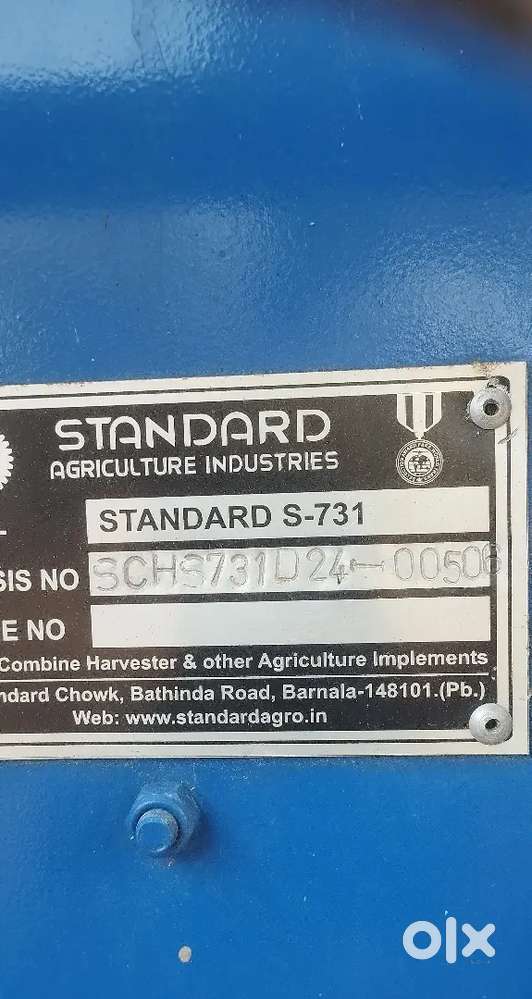 STANDARD
AGRICULTURE INDUSTRIES
STANDARD S-731
SIS NO SCHS731D24-00506
E NO
Combine Harvester & other Agriculture Implements
ndard Chowk, Bathinda Road, Barnala-148101.(Pb.)
Web: www.standardagro.in
olx